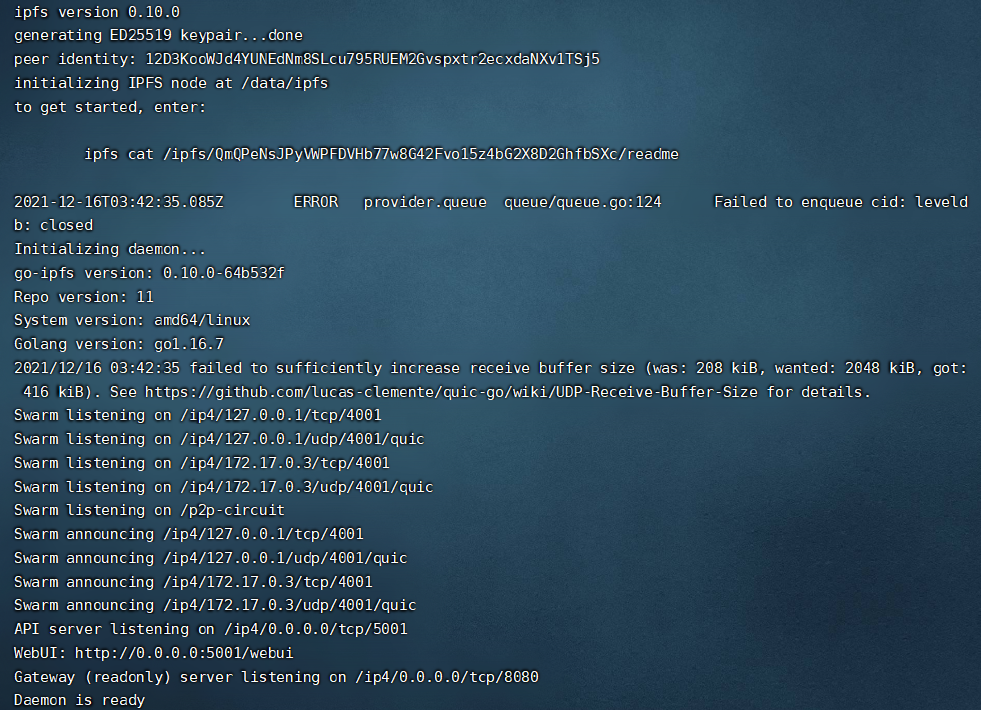 ipfs version 0.10.0
generating ED25519 keypair...done
peer identity: 12D3KooWJd4YUNEdNm8SLcu795RUEM2Gvspxtr2ecxdaNXv1TSj5
initializing IPFS node at /data/ipfs
to get started, enter:
ipfs cat /ipfs/QmQPeNsJPyVWPFDVHb77w8G42Fvo15z4bG2X8D2GhfbSXc/readme
2021-12-16T03:42:35.085Z ERROR provider.queue queue/queue.go:124 Failed to enqueue cid: leveld
b: closed
Initializing daemon...
go-ipfs version: 0.10.0-64b532f
Repo version: 11
System version: amd64/linux
Golang version: go1.16.7
2021/12/16 03:42:35 failed to sufficiently increase receive buffer size (was: 208 kiB, wanted: 2048 kiB, got:
416 kiB). See https://github.com/lucas-clemente/quic-go/wiki/UDP-Receive-Buffer-Size for details.
Swarm listening on /ip4/127.0.0.1/tcp/4001
Swarm listening on /ip4/127.0.0.1/udp/4001/quic
Swarm listening on /ip4/172.17.0.3/tcp/4001
Swarm listening on /ip4/172.17.0.3/udp/4001/quic
Swarm listening on /p2p-circuit
Swarm announcing /ip4/127.0.0.1/tcp/4001
Swarm announcing /ip4/127.0.0.1/udp/4001/quic
Swarm announcing /ip4/172.17.0.3/tcp/4001
Swarm announcing /ip4/172.17.0.3/udp/4001/quic
API server listening on /ip4/0.0.0.0/tcp/5001
WebUI: http://0.0.0.0:5001/webui
Gateway (readonly) server listening on /ip4/0.0.0.0/tcp/8080
Daemon is ready